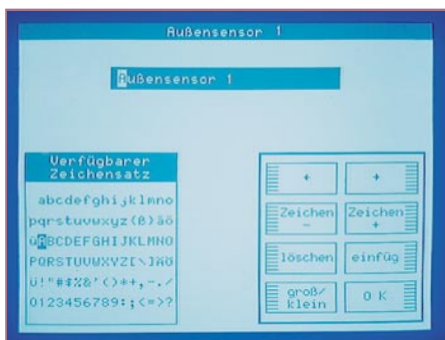 Außensensor 1
Außensensor 1
Verfügbarer
Zeichensatz
abcdefghijklmno
pqrstuvwxyz(ß)äö
üABCDEFGHIJKLMNO
PQRSTUVWXYZ[\]ÄÖ
Ü!"#$%&'()*+,-./
0123456789:;<=>?
Zeichen
-
Zeichen
+
löschen
einfüg
groß/
klein
O K